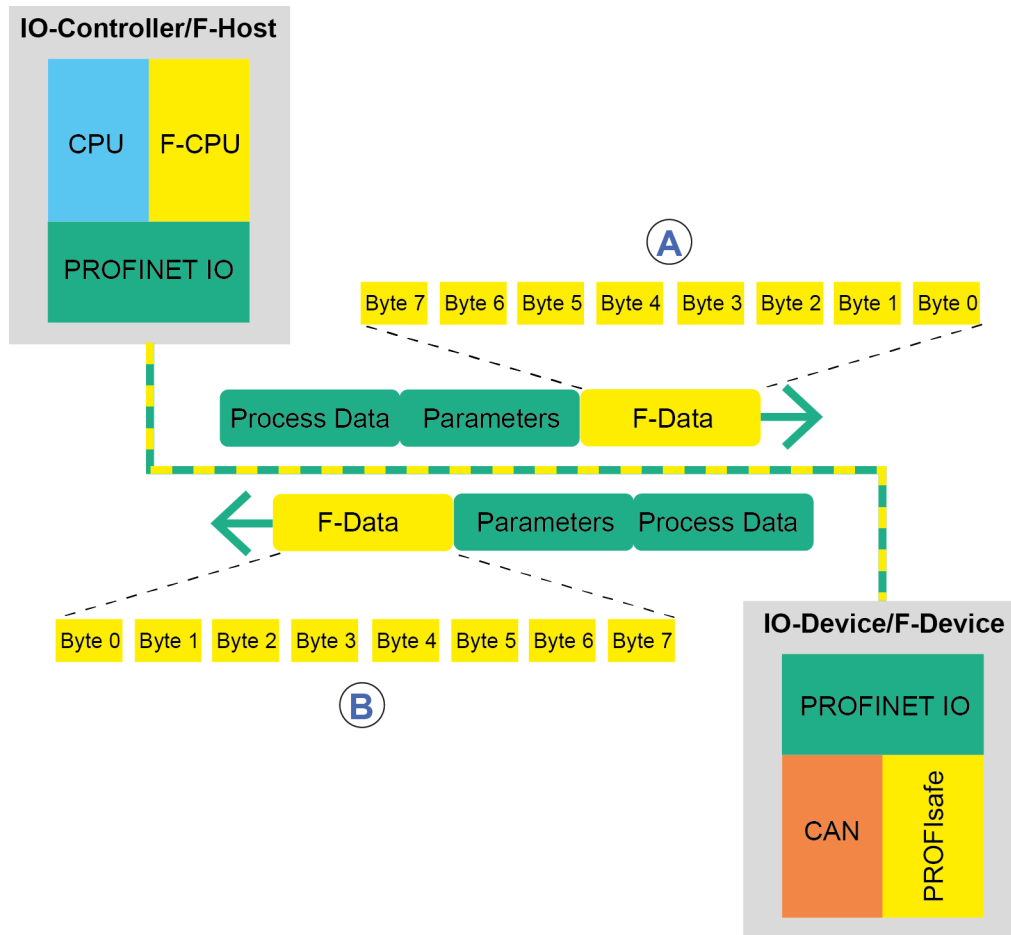 IO-Controller/F-Host
CPU
F-CPU
PROFINET IO
A
Byte 7 Byte 6 Byte 5 Byte 4 Byte 3 Byte 2 Byte 1 Byte 0
Process Data Parameters F-Data
F-Data Parameters Process Data
Byte 0 Byte 1 Byte 2 Byte 3 Byte 4 Byte 5 Byte 6 Byte 7
B
IO-Device/F-Device
PROFINET IO
CAN
PROFIsafe